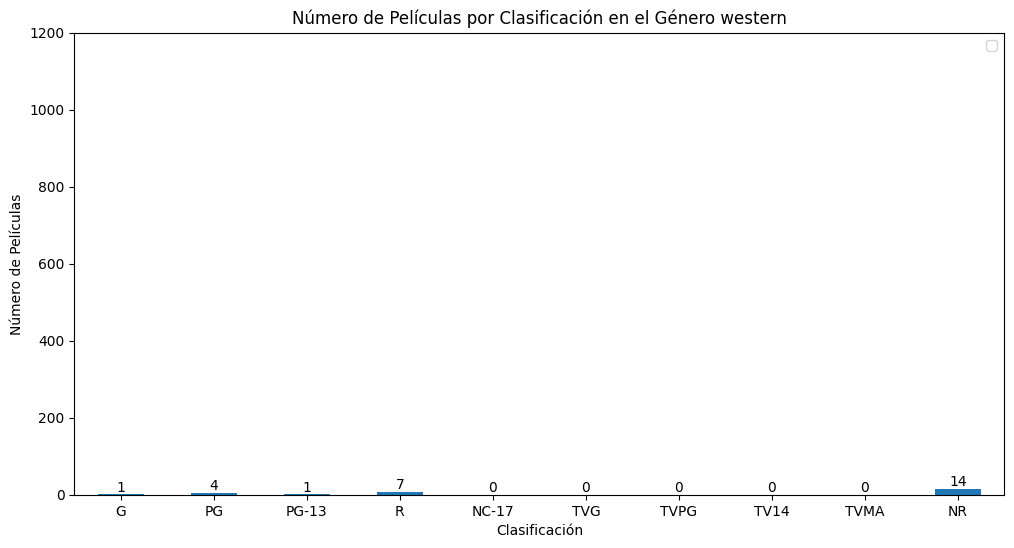 Número de Películas por Clasificación en el Género western
1200
1000
800
600
400
200
0
Número de Películas
1 4 1 7 0 0 0 0 0 14
G PG PG-13 R NC-17 TVG TVPG TV14 TVMA NR
Clasificación